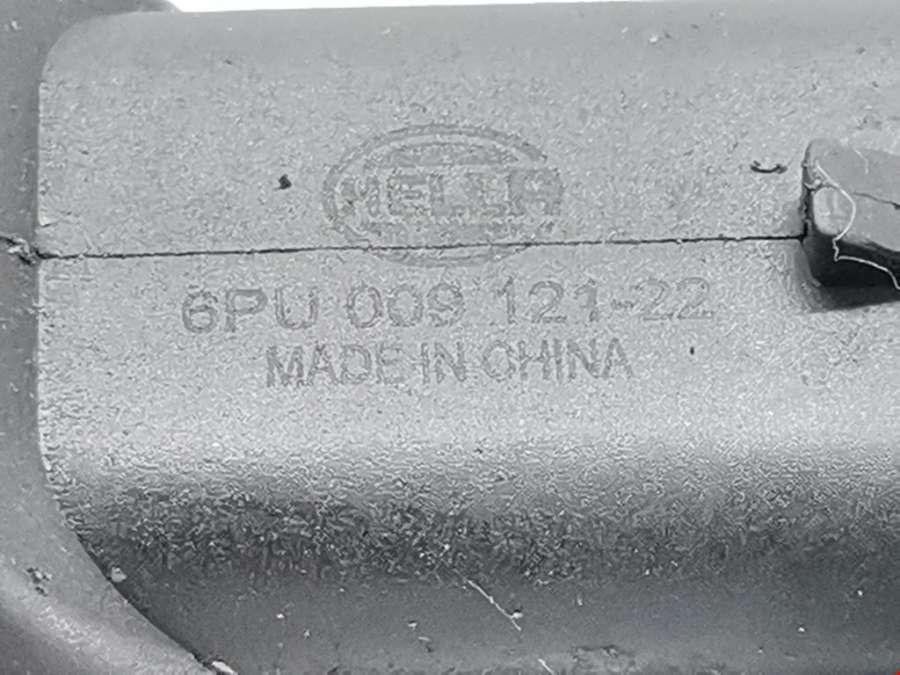 HELLA
6PU 009 121-22
MADE IN CHINA